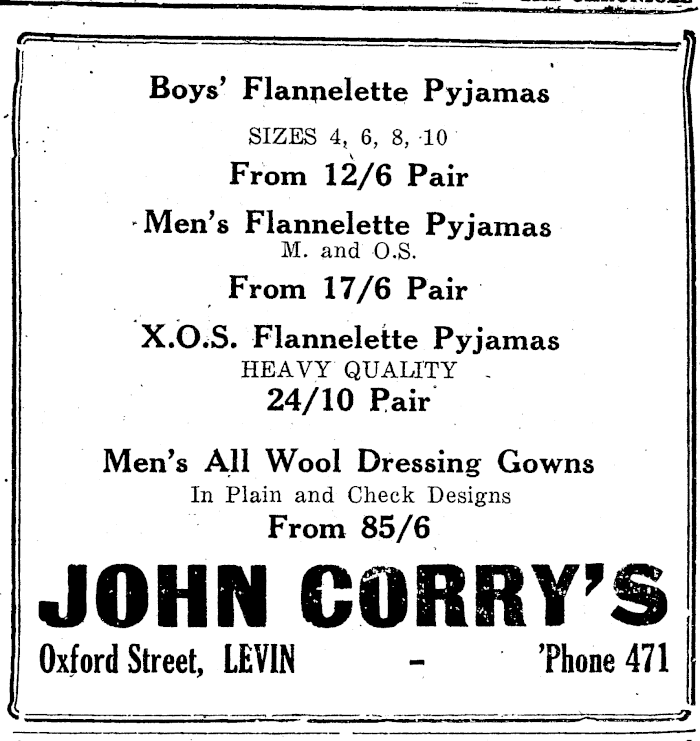 Boys' Flannelette Pyjamas
SIZES 4, 6, 8, 10
From 12/6 Pair
Men's Flannelette Pyjamas
M. and O.S.
From 17/6 Pair
X.O.S. Flannelette Pyjamas
HEAVY QUALITY
24/10 Pair
Men's All Wool Dressing Gowns
In Plain and Check Designs
From 85/6
JOHN CORRY'S
Oxford Street, LEVIN - 'Phone 471